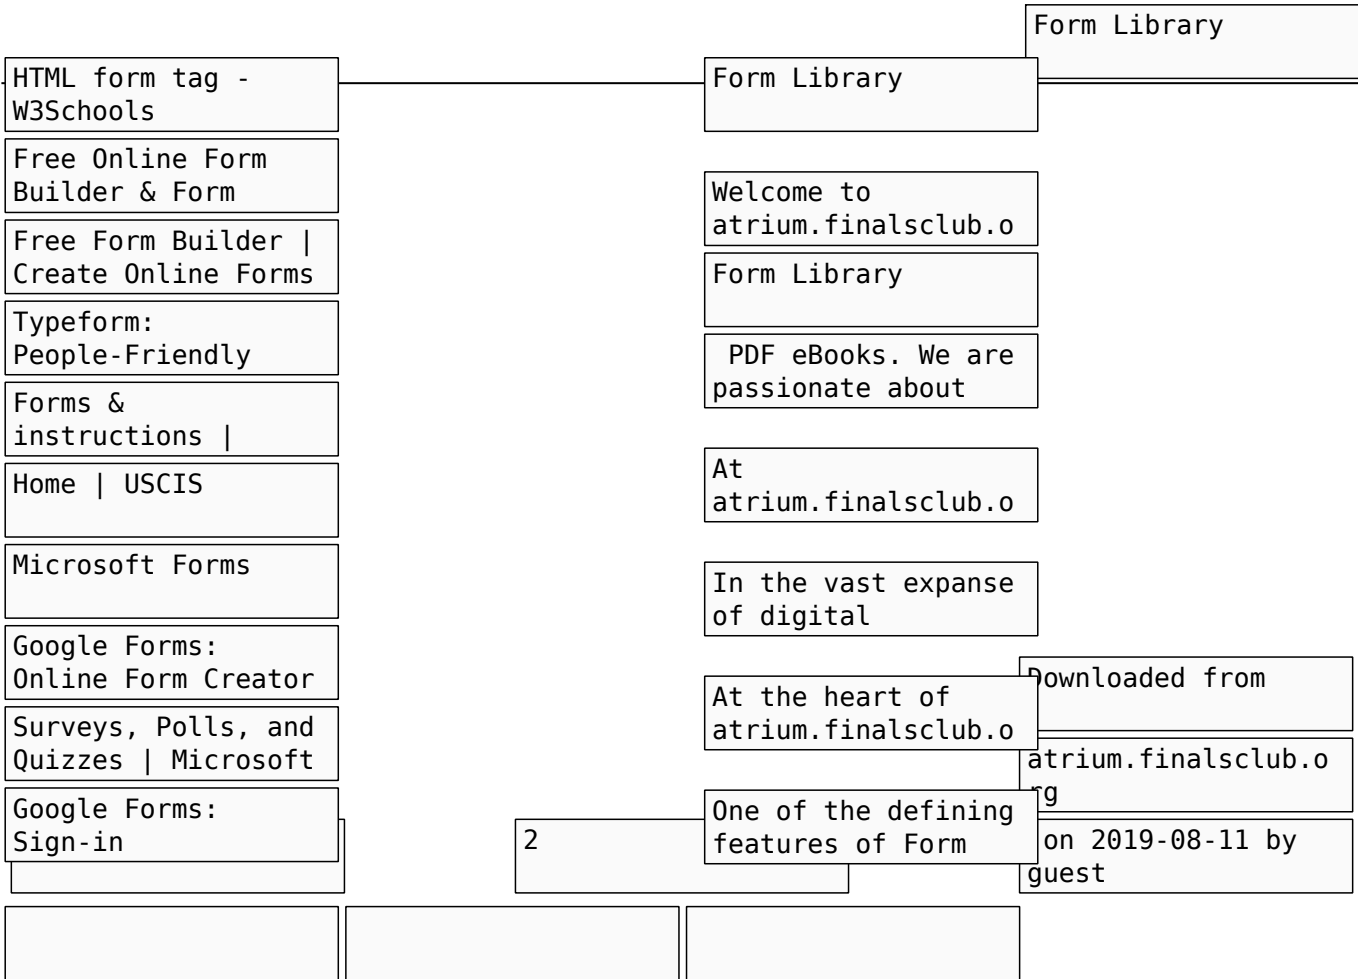 Form Library
HTML form tag -
W3Schools
Free Online Form
Builder & Form
Free Form Builder |
Create Online Forms
Typeform:
People-Friendly
Forms &
instructions |
Home | USCIS
Microsoft Forms
Google Forms:
Online Form Creator
Surveys, Polls, and
Quizzes | Microsoft
Google Forms:
Sign-in
Form Library
Welcome to
atrium.finalsclub.o
Form Library
PDF eBooks. We are
passionate about
At
atrium.finalsclub.o
In the vast expanse
of digital
At the heart of
atrium.finalsclub.o
One of the defining
features of Form
2
Downloaded from
atrium.finalsclub.o
rg
on 2019-08-11 by
guest